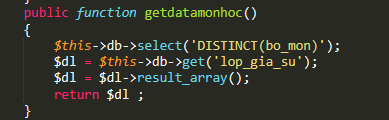 public function getdatamonhoc()
{
$this->db->select('DISTINCT(bo_mon)');
$dl = $this->db->get('lop_gia_su');
$dl = $dl->result_array();
return $dl ;
}